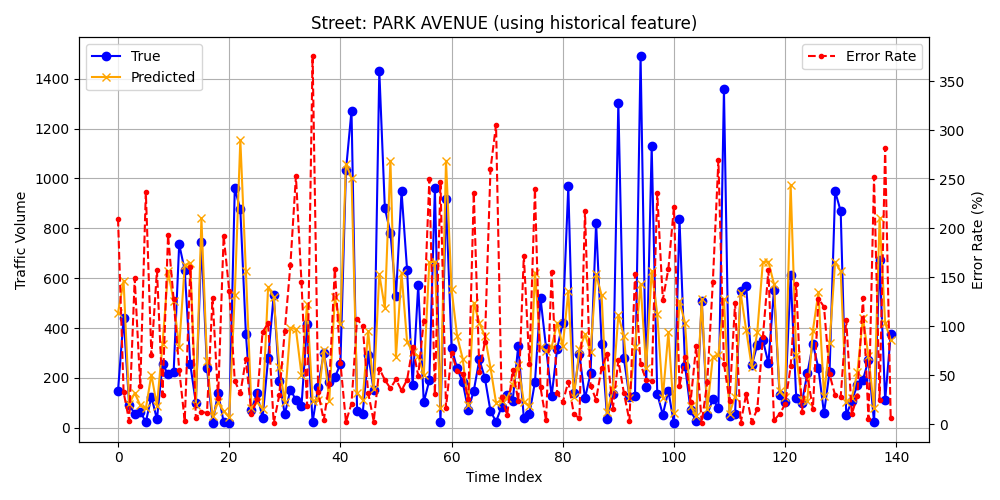 Street: PARK AVENUE (using historical feature)
True
Predicted
Error Rate
Traffic Volume
1400
1200
1000
800
600
400
200
0
350
300
250
200
150
100
50
0
Error Rate (%)
0 20 40 60 80 100 120 140
Time Index